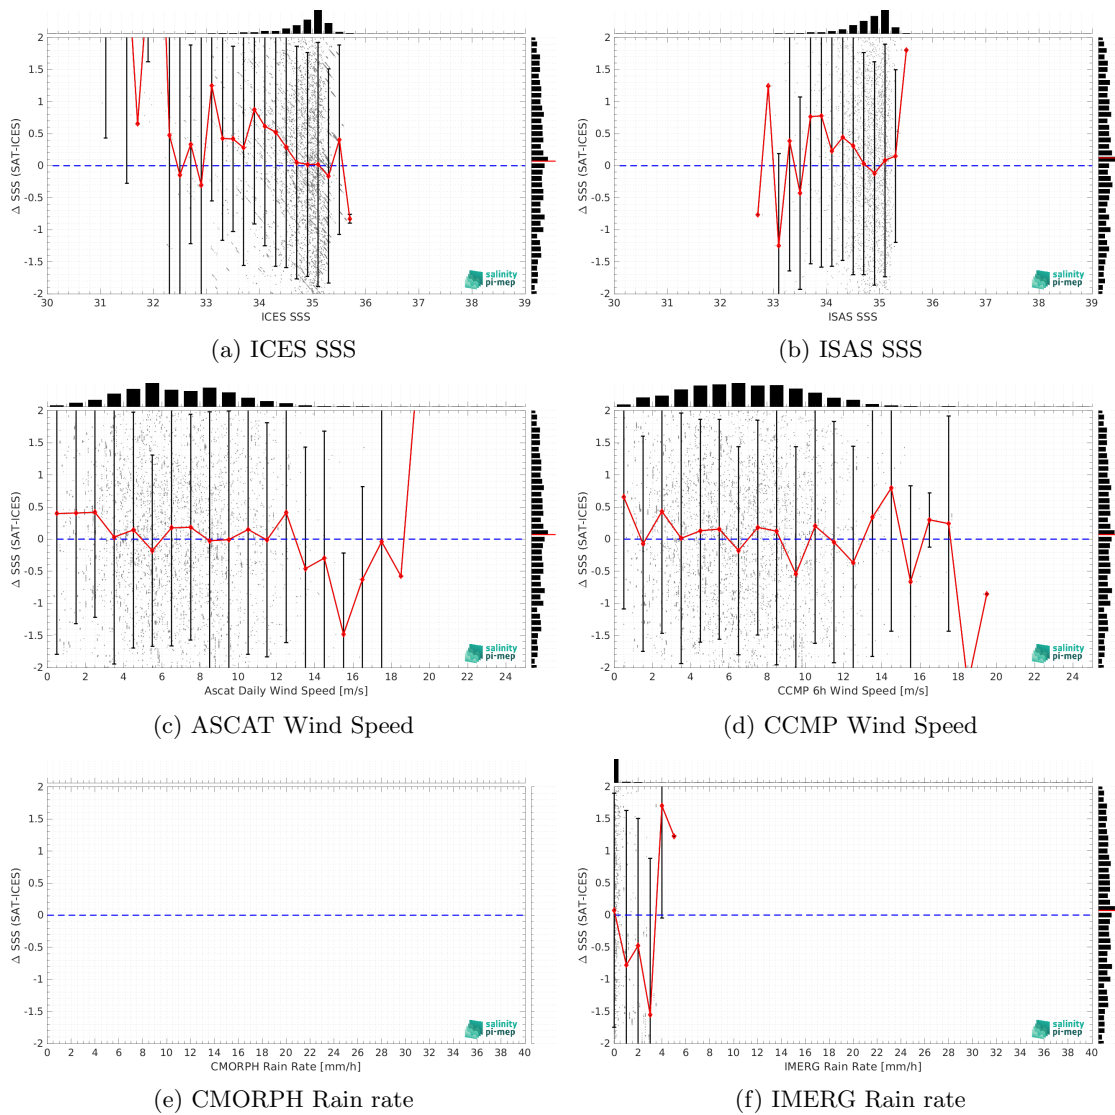 2
1.5
1
0.5
0
-0.5
-1
-1.5
-2
Δ SSS (SAT-ICES)
30 31 32 33 34 35 36 37 38 39
ICES SSS
salinity
pi-mep
(a) ICES SSS
2
1.5
1
0.5
0
-0.5
-1
-1.5
-2
Δ SSS (SAT-ICES)
30 31 32 33 34 35 36 37 38 39
ISAS SSS
salinity
pi-mep
(b) ISAS SSS
2
1.5
1
0.5
0
-0.5
-1
-1.5
-2
Δ SSS (SAT-ICES)
0 2 4 6 8 10 12 14 16 18 20 22 24
Ascat Daily Wind Speed [m/s]
salinity
pi-mep
(c) ASCAT Wind Speed
2
1.5
1
0.5
0
-0.5
-1
-1.5
-2
Δ SSS (SAT-ICES)
0 2 4 6 8 10 12 14 16 18 20 22 24
CCMP 6h Wind Speed [m/s]
salinity
pi-mep
(d) CCMP Wind Speed
2
1.5
1
0.5
0
-0.5
-1
-1.5
-2
Δ SSS (SAT-ICES)
0 2 4 6 8 10 12 14 16 18 20 22 24 26 28 30 32 34 36 38 40
CMORPH Rain Rate [mm/h]
salinity
pi-mep
(e) CMORPH Rain rate
2
1.5
1
0.5
0
-0.5
-1
-1.5
-2
Δ SSS (SAT-ICES)
0 2 4 6 8 10 12 14 16 18 20 22 24 26 28 30 32 34 36 38 40
IMERG Rain Rate [mm/h]
salinity
pi-mep
(f) IMERG Rain rate